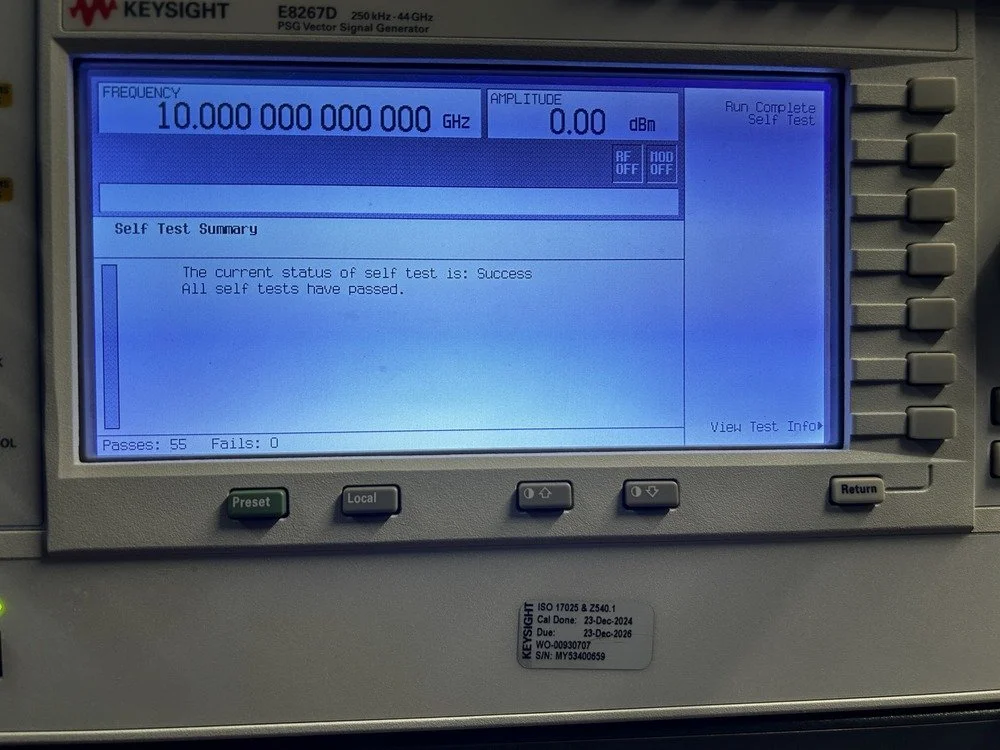 KEYSIGHT
E8267D 250 kHz - 44 GHz
PSG Vector Signal Generator
FREQUENCY
10.000 000 000 000 GHz
AMPLITUDE
0.00 dBm
RF OFF
MOD OFF
Run Complete
Self Test
Self Test Summary
The current status of self test is: Success
All self tests have passed.
Passes: 55 Fails: 0
View Test Info
Preset
Local
Return
OL
KEYSIGHT
ISO 17025 & Z540.1
Cal Done: 23-Dec-2024
Due: 23-Dec-2026
WO-00930707
S/N: MY53400659